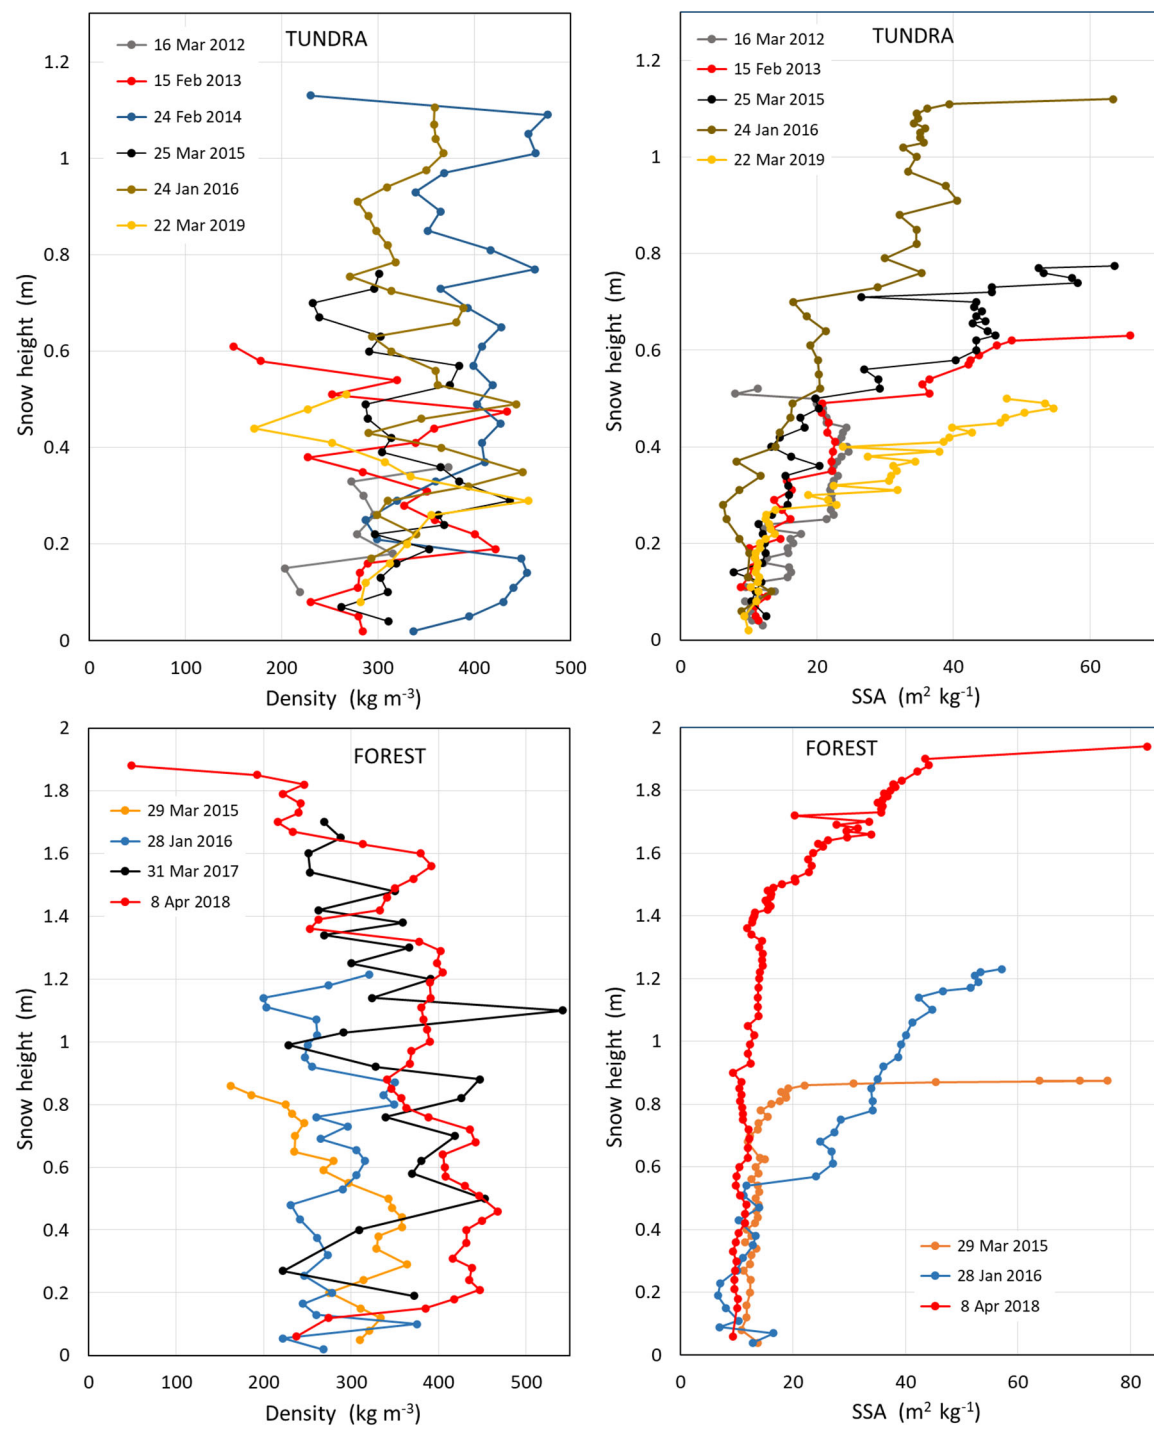 TUNDRA
16 Mar 2012
15 Feb 2013
24 Feb 2014
25 Mar 2015
24 Jan 2016
22 Mar 2019
1.2
1
0.8
0.6
0.4
0.2
0
Snow height (m)
0 100 200 300 400 500
Density (kg m⁻³)
TUNDRA
16 Mar 2012
15 Feb 2013
25 Mar 2015
24 Jan 2016
22 Mar 2019
1.2
1
0.8
0.6
0.4
0.2
0
Snow height (m)
0 20 40 60
SSA (m² kg⁻¹)
FOREST
29 Mar 2015
28 Jan 2016
31 Mar 2017
8 Apr 2018
2
1.8
1.6
1.4
1.2
1
0.8
0.6
0.4
0.2
0
Snow height (m)
0 100 200 300 400 500
Density (kg m⁻³)
FOREST
2
1.8
1.6
1.4
1.2
1
0.8
0.6
0.4
0.2
0
Snow height (m)
29 Mar 2015
28 Jan 2016
8 Apr 2018
0 20 40 60 80
SSA (m² kg⁻¹)